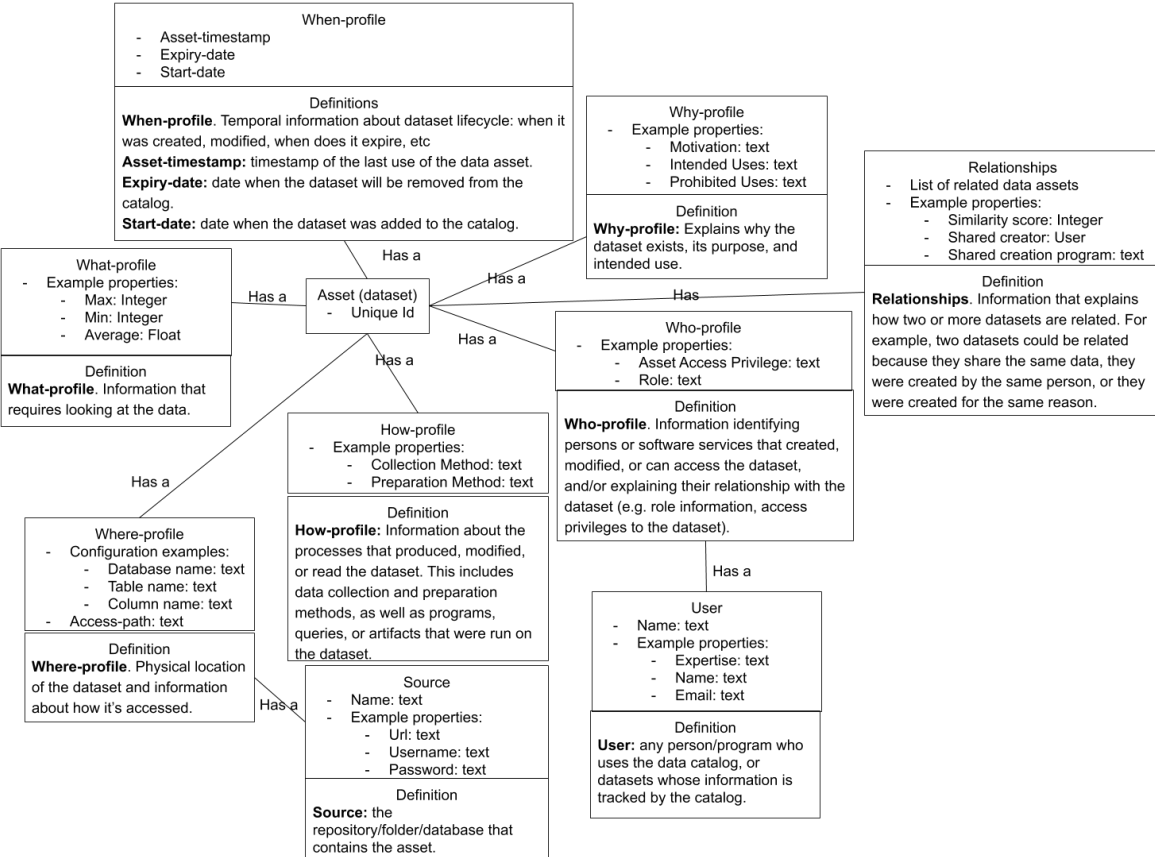 When-profile
- Asset-timestamp
- Expiry-date
- Start-date
Definitions
When-profile. Temporal information about dataset lifecycle: when it
was created, modified, when does it expire, etc
Asset-timestamp: timestamp of the last use of the data asset.
Expiry-date: date when the dataset will be removed from the
catalog.
Start-date: date when the dataset was added to the catalog.
Why-profile
- Example properties:
- Motivation: text
- Intended Uses: text
- Prohibited Uses: text
Definition
Why-profile: Explains why the
dataset exists, its purpose, and
intended use.
Relationships
- List of related data assets
- Example properties:
- Similarity score: Integer
- Shared creator: User
- Shared creation program: text
Definition
Relationships. Information that explains
how two or more datasets are related. For
example, two datasets could be related
because they share the same data, they
were created by the same person, or they
were created for the same reason.
What-profile
- Example properties:
- Max: Integer
- Min: Integer
- Average: Float
Definition
What-profile. Information that
requires looking at the data.
Has a
Has a
Has a
Has
Has a
Has a
Has a
Asset (dataset)
- Unique Id
Who-profile
- Example properties:
- Asset Access Privilege: text
- Role: text
Definition
Who-profile. Information identifying
persons or software services that created,
modified, or can access the dataset,
and/or explaining their relationship with the
dataset (e.g. role information, access
privileges to the dataset).
How-profile
- Example properties:
- Collection Method: text
- Preparation Method: text
Definition
How-profile: Information about the
processes that produced, modified,
or read the dataset. This includes
data collection and preparation
methods, as well as programs,
queries, or artifacts that were run on
the dataset.
Where-profile
- Configuration examples:
- Database name: text
- Table name: text
- Column name: text
- Access-path: text
Definition
Where-profile. Physical location
of the dataset and information
about how it's accessed.
Has a
Source
- Name: text
- Example properties:
- Url: text
- Username: text
- Password: text
Definition
Source: the
repository/folder/database that
contains the asset.
Has a
User
- Name: text
- Example properties:
- Expertise: text
- Name: text
- Email: text
Definition
User: any person/program who
uses the data catalog, or
datasets whose information is
tracked by the catalog.